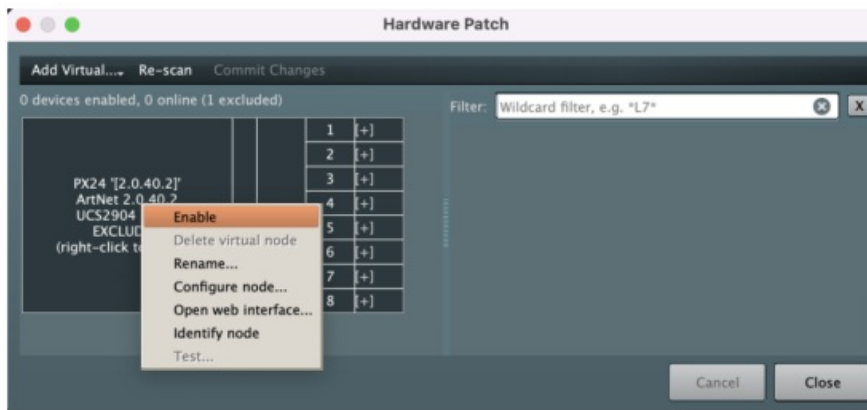 Hardware Patch
Add Virtual... Re-scan Commit Changes
0 devices enabled, 0 online (1 excluded)
Filter: Wildcard filter, e.g. *L7* X
PX24 '[2.0.40.2]'
ArtNet 2.0.40.2
UCS2904
EXCLUD
(right-click t
1 [+]
2 [+]
3 [+]
4 [+]
5 [+]
6 [+]
7 [+]
8 [+]
Enable
Delete virtual node
Rename...
Configure node...
Open web interface...
Identify node
Test...
Cancel Close